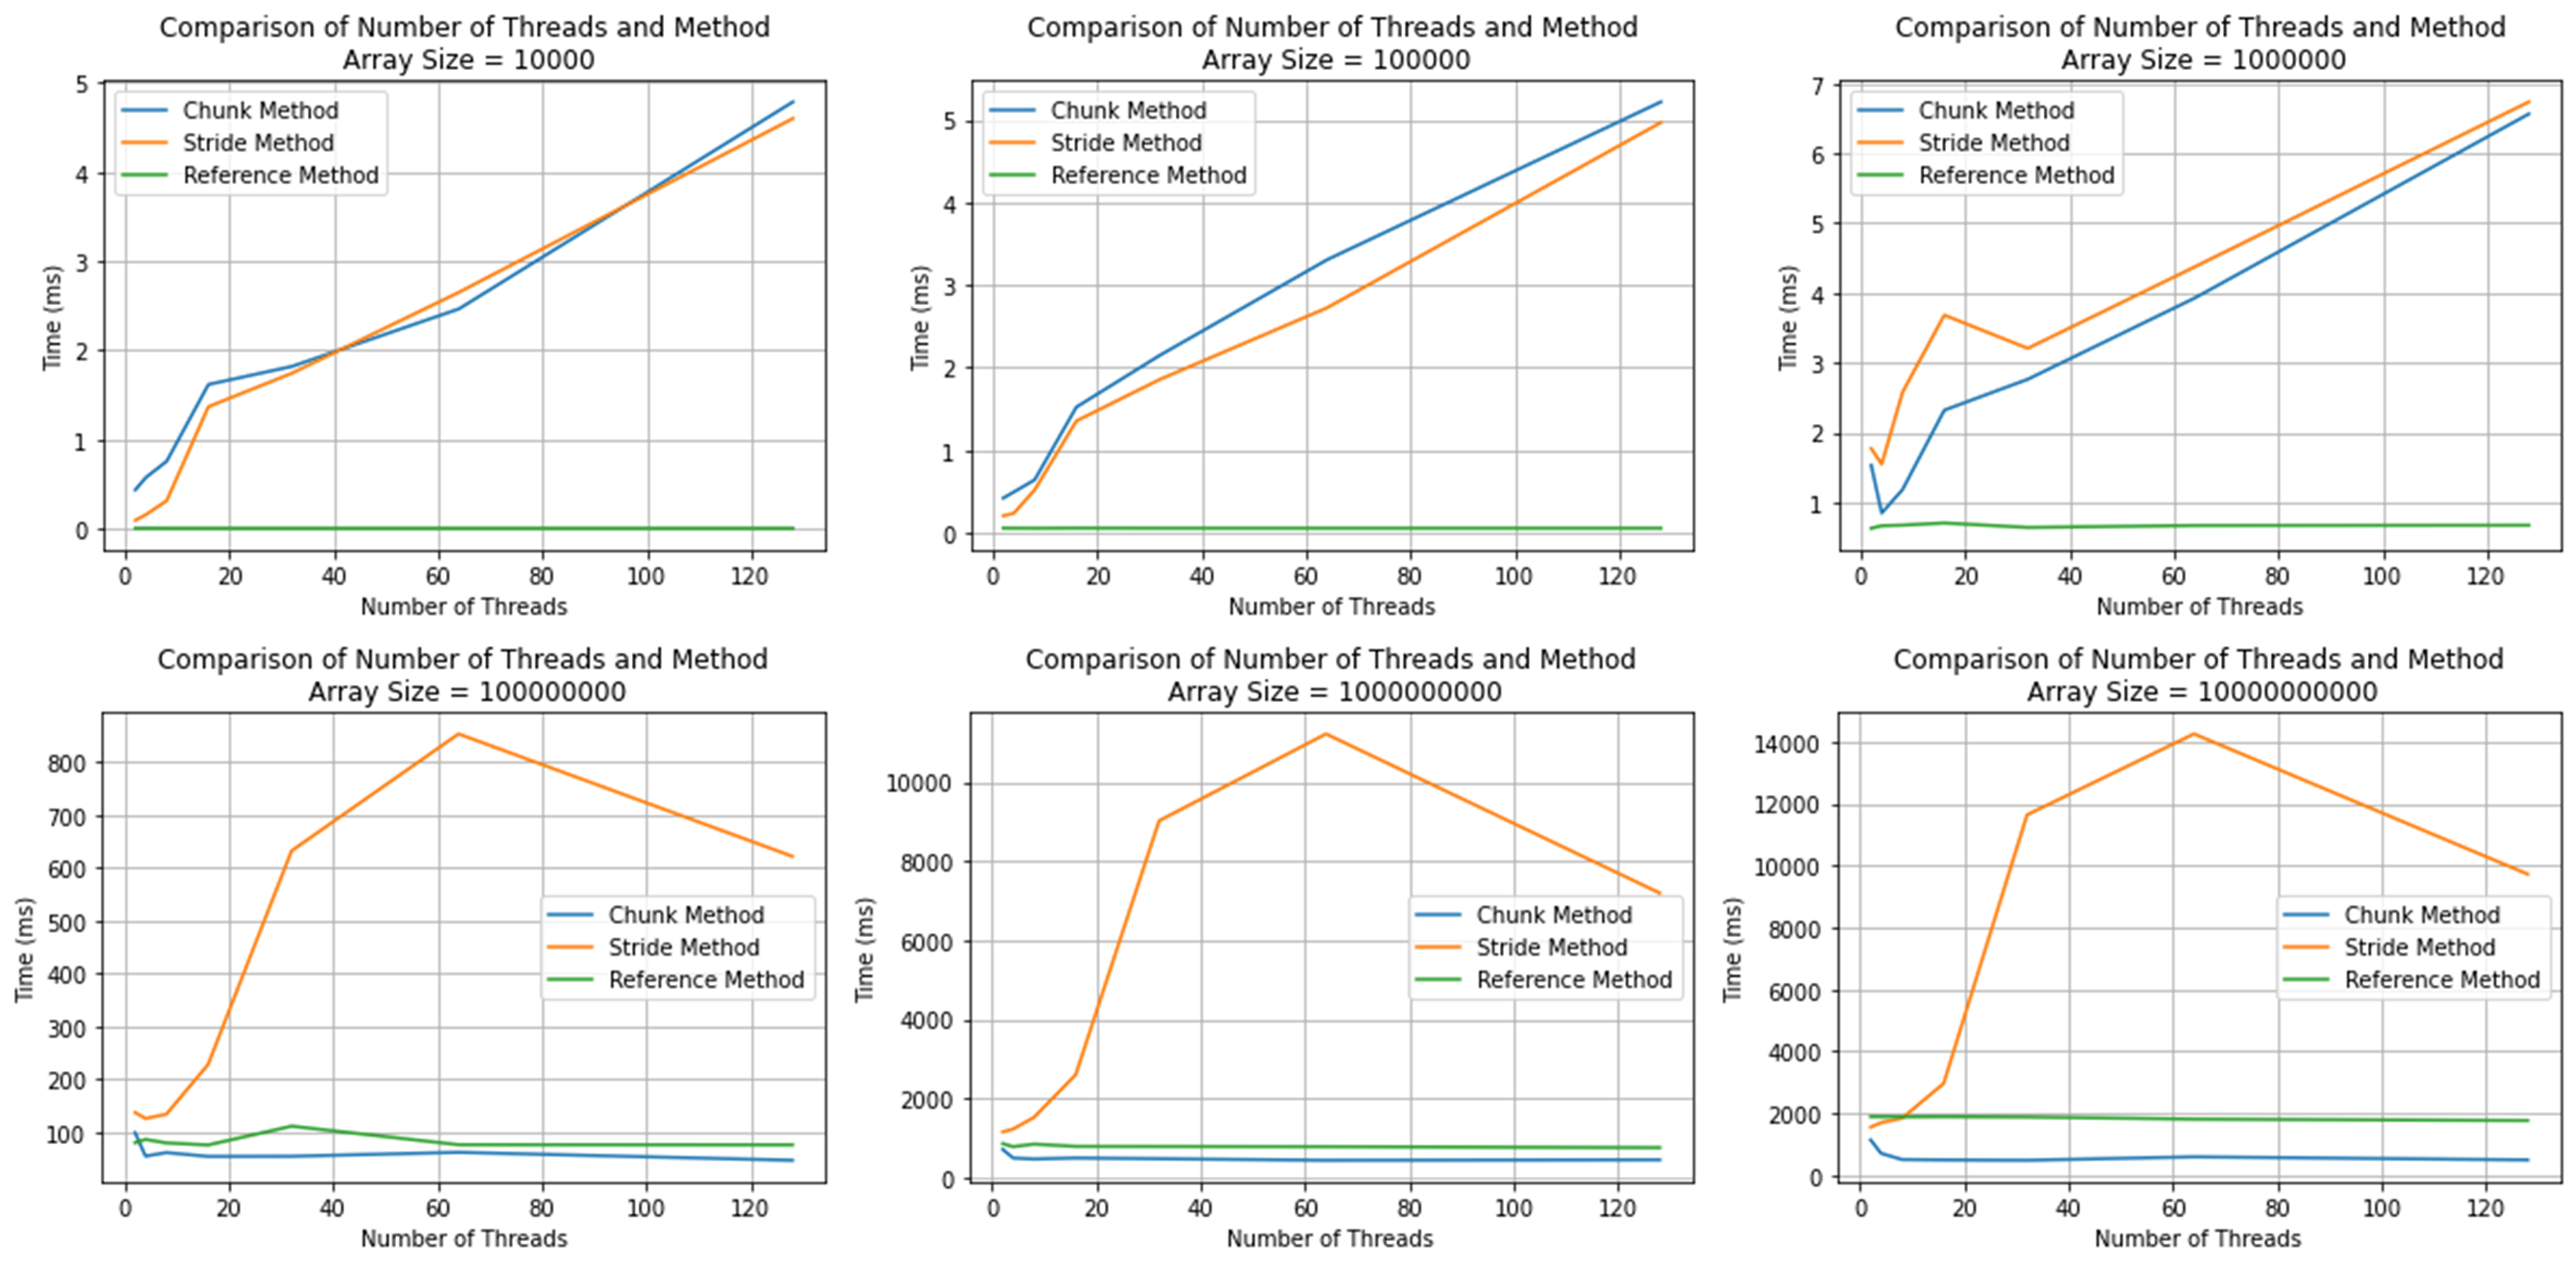 Comparison of Number of Threads and Method
Array Size = 10000
5
4
3
2
1
0
Time (ms)
Chunk Method
Stride Method
Reference Method
0 20 40 60 80 100 120
Number of Threads
Comparison of Number of Threads and Method
Array Size = 100000
5
4
3
2
1
0
Time (ms)
Chunk Method
Stride Method
Reference Method
0 20 40 60 80 100 120
Number of Threads
Comparison of Number of Threads and Method
Array Size = 1000000
7
6
5
4
3
2
1
Time (ms)
Chunk Method
Stride Method
Reference Method
0 20 40 60 80 100 120
Number of Threads
Comparison of Number of Threads and Method
Array Size = 100000000
800
700
600
500
400
300
200
100
Time (ms)
Chunk Method
Stride Method
Reference Method
0 20 40 60 80 100 120
Number of Threads
Comparison of Number of Threads and Method
Array Size = 1000000000
10000
8000
6000
4000
2000
0
Time (ms)
Chunk Method
Stride Method
Reference Method
0 20 40 60 80 100 120
Number of Threads
Comparison of Number of Threads and Method
Array Size = 10000000000
14000
12000
10000
8000
6000
4000
2000
0
Time (ms)
Chunk Method
Stride Method
Reference Method
0 20 40 60 80 100 120
Number of Threads